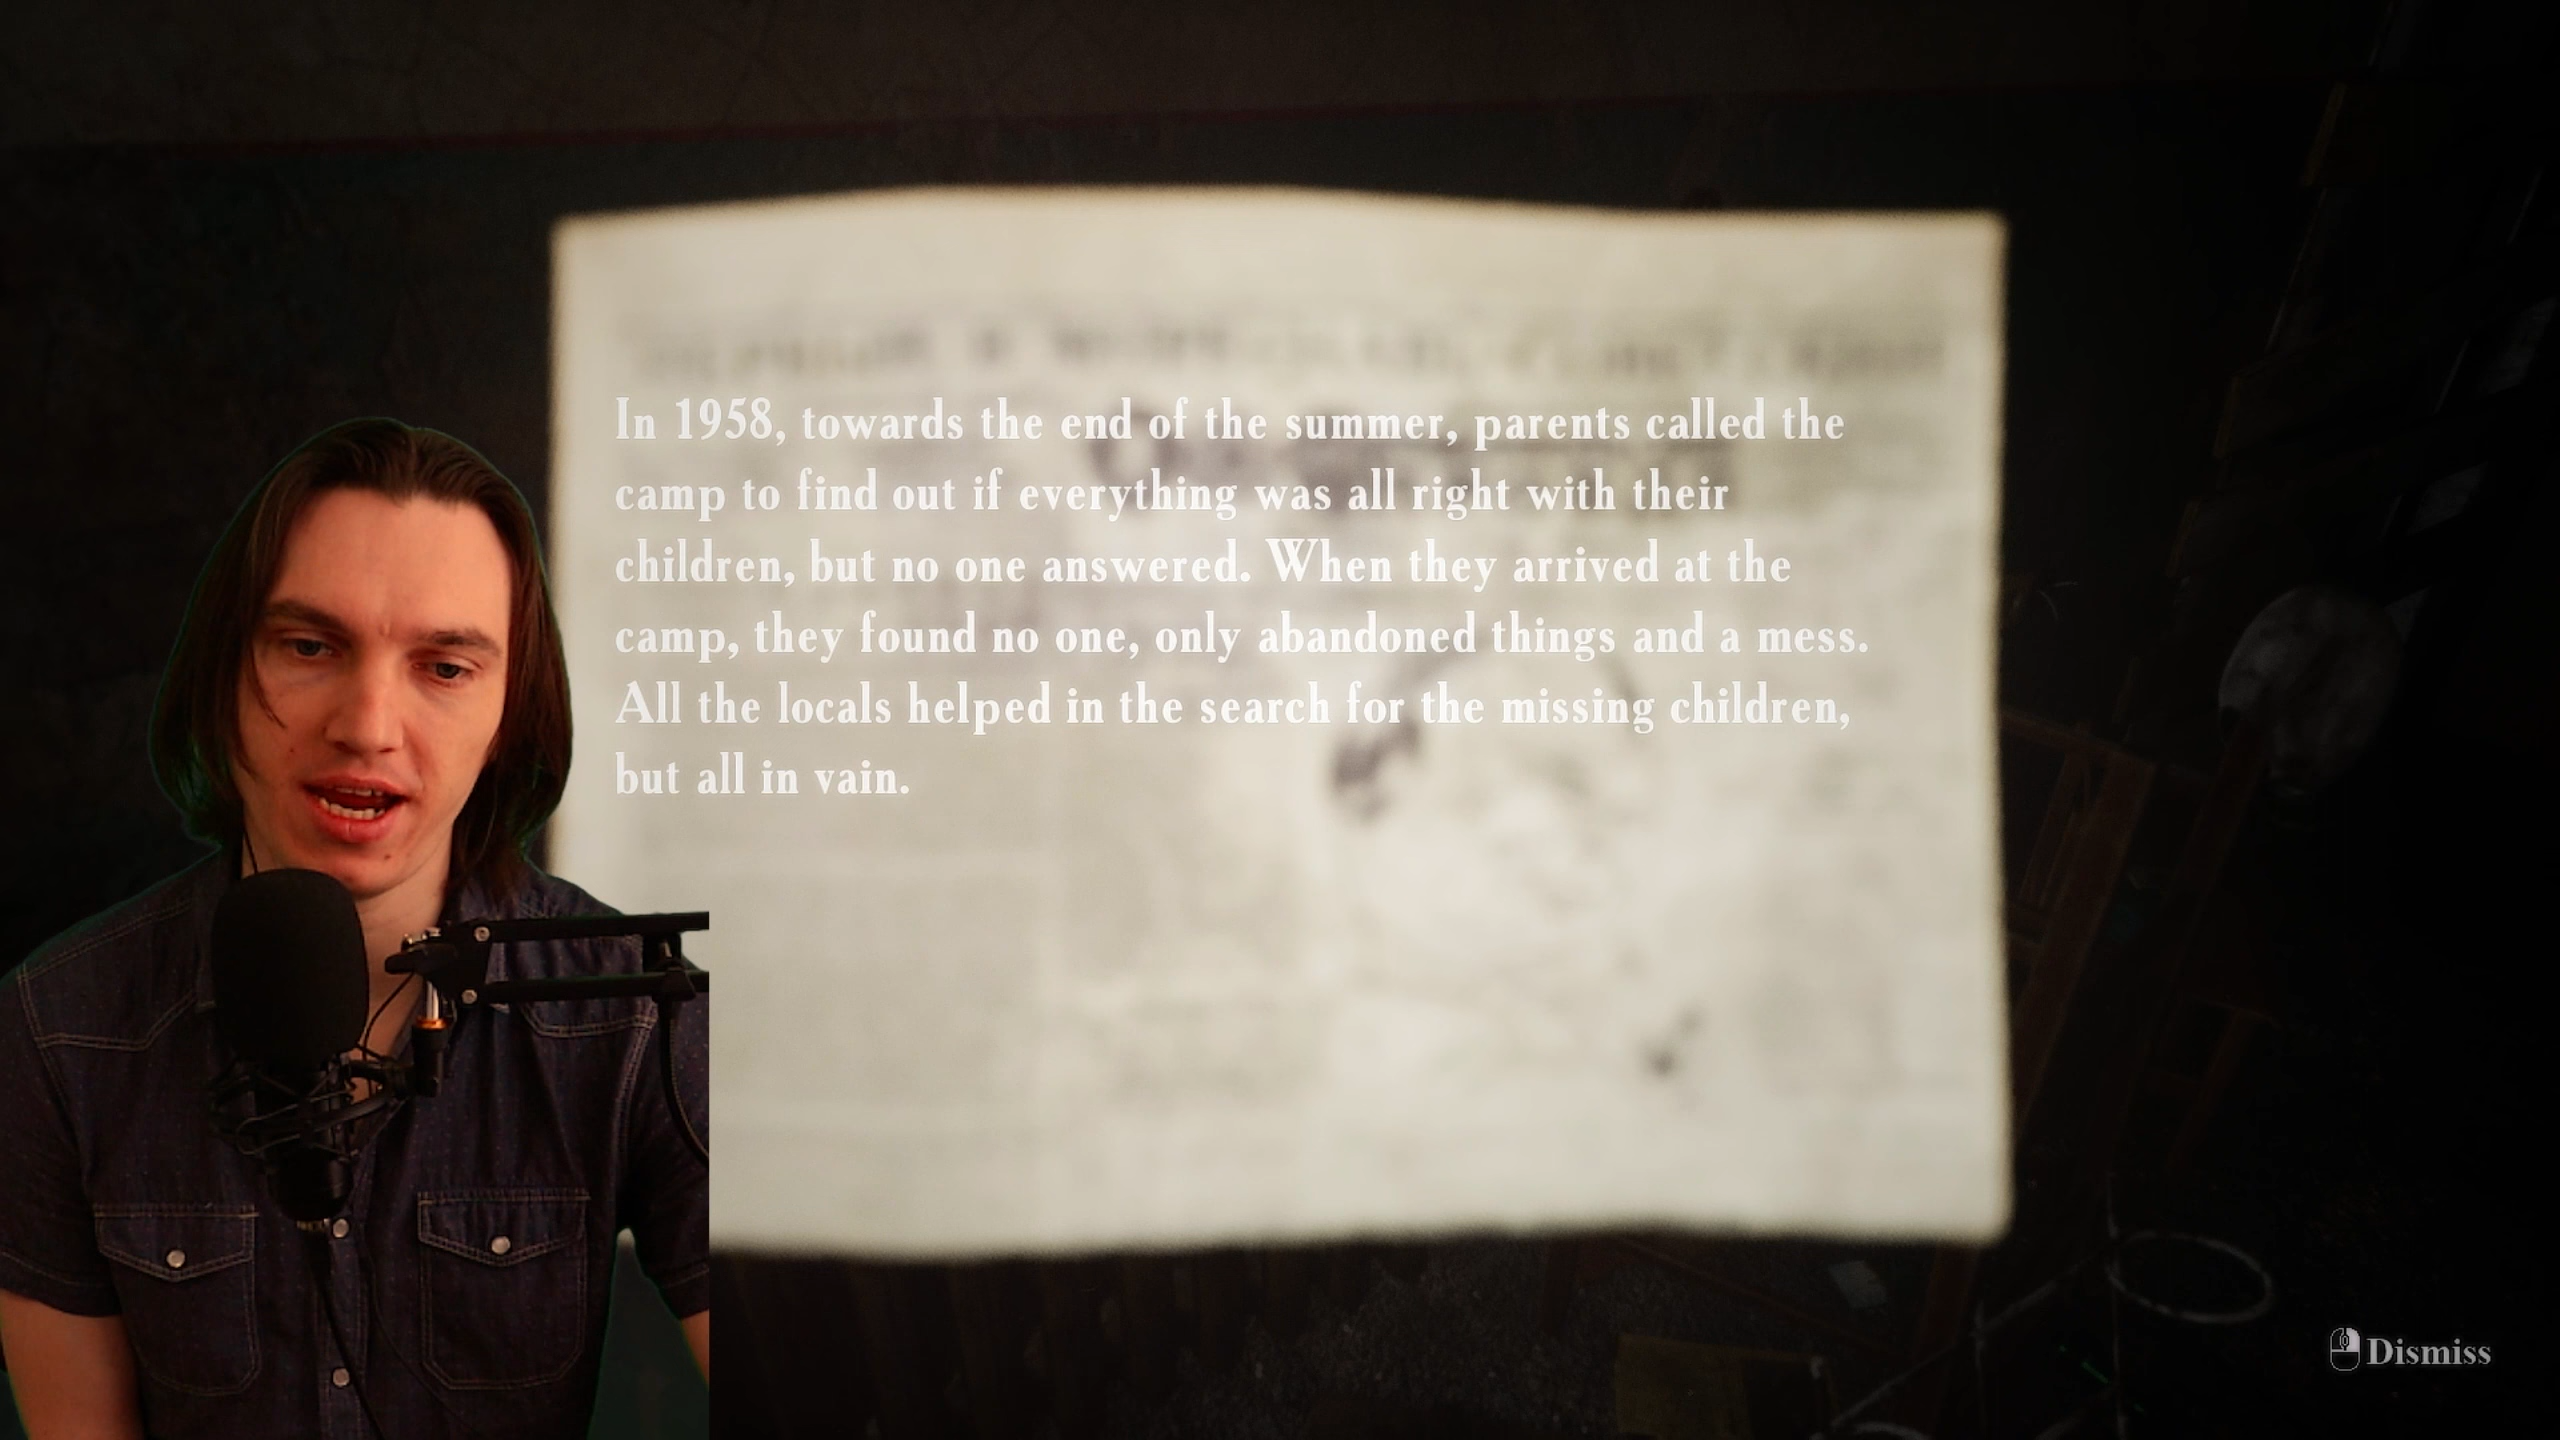 In 1958, towards the end of the summer, parents called the
camp to find out if everything was all right with their
children, but no one answered. When they arrived at the
camp, they found no one, only abandoned things and a mess.
All the locals helped in the search for the missing children,
but all in vain.
Dismiss